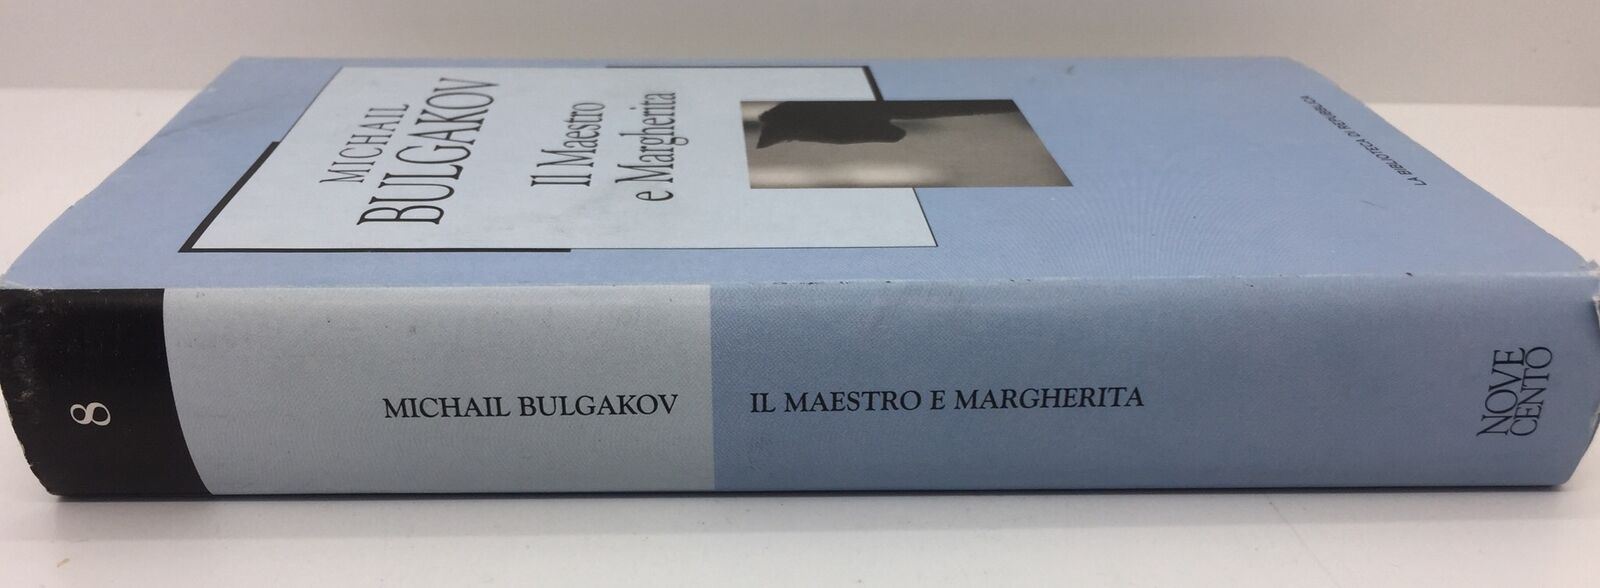 MICHAIL
BULGAKOV
Il Maestro
e Margherita
LA BIBLIOTECA DI REPUBBLICA
8
MICHAIL BULGAKOV
IL MAESTRO E MARGHERITA
NOVE
CENTO